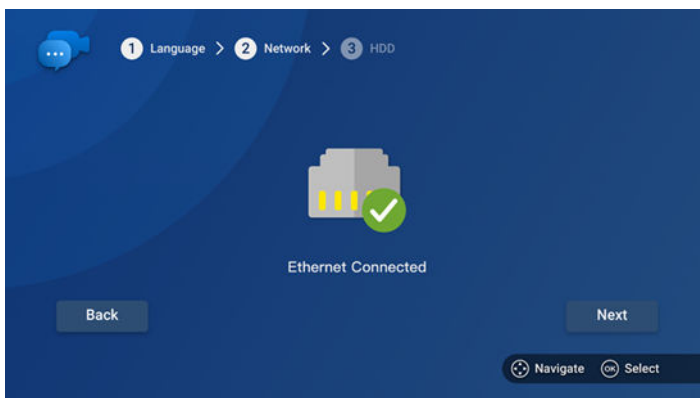 1 Language > 2 Network > 3 HDD
Ethernet Connected
Back
Next
Navigate OK Select